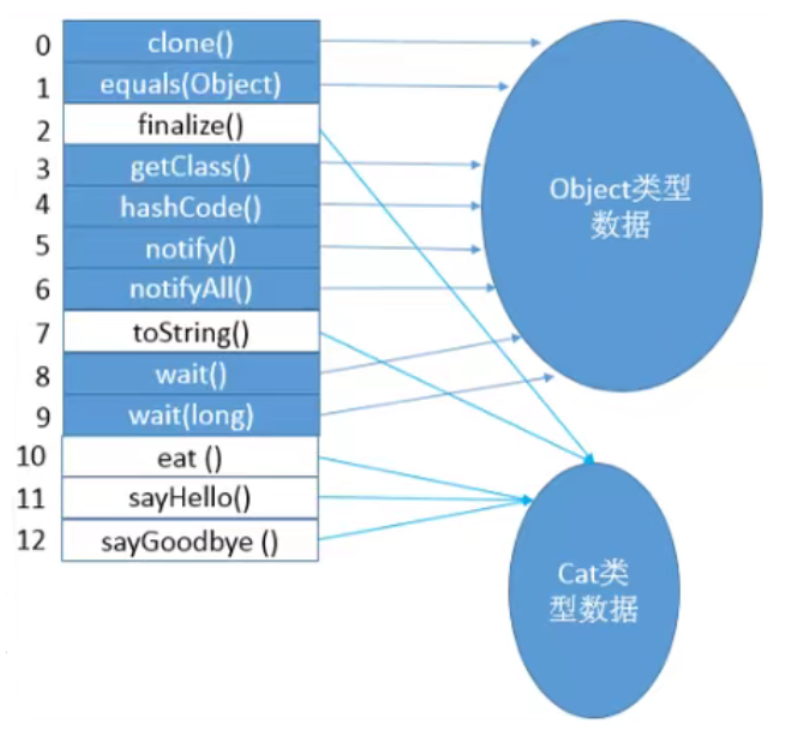 0 clone()
1 equals(Object)
2 finalize()
3 getClass()
4 hashCode()
5 notify()
6 notifyAll()
7 toString()
8 wait()
9 wait(long)
10 eat ()
11 sayHello()
12 sayGoodbye ()
Object类型
数据
Cat类
型数据